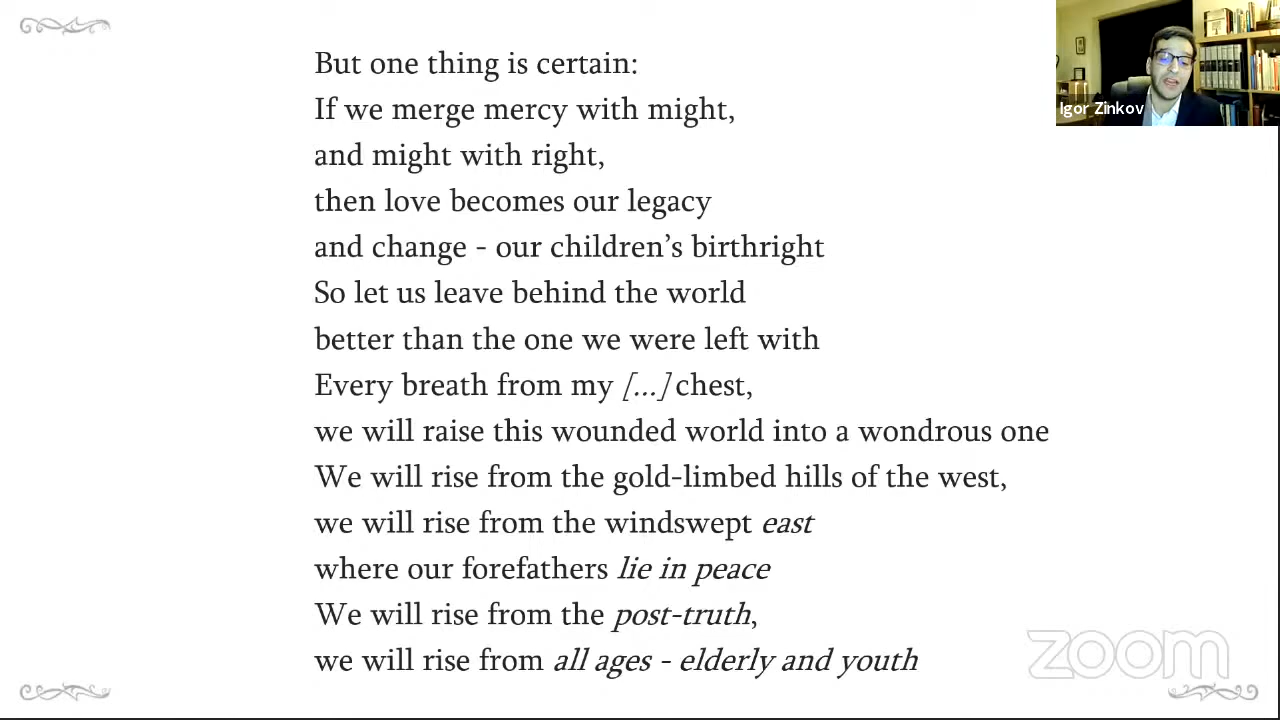 But one thing is certain:
If we merge mercy with might,
and might with right,
then love becomes our legacy
and change - our children’s birthright
So let us leave behind the world
better than the one we were left with
Every breath from my [...] chest,
we will raise this wounded world into a wondrous one
We will rise from the gold-limbed hills of the west,
we will rise from the windswept east
where our forefathers lie in peace
We will rise from the post-truth,
we will rise from all ages - elderly and youth
Igor Zinkov
zoom